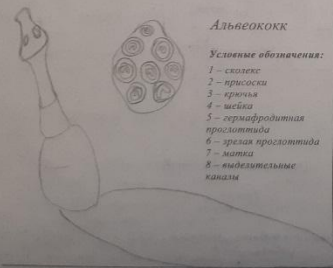 Альвеококк
Условные обозначения:
1 – сколекс
2 – присоски
3 – крючья
4 – шейка
5 – гермафродитная
проглоттида
6 – зрелая проглоттида
7 – матка
8 – выделительные
каналы